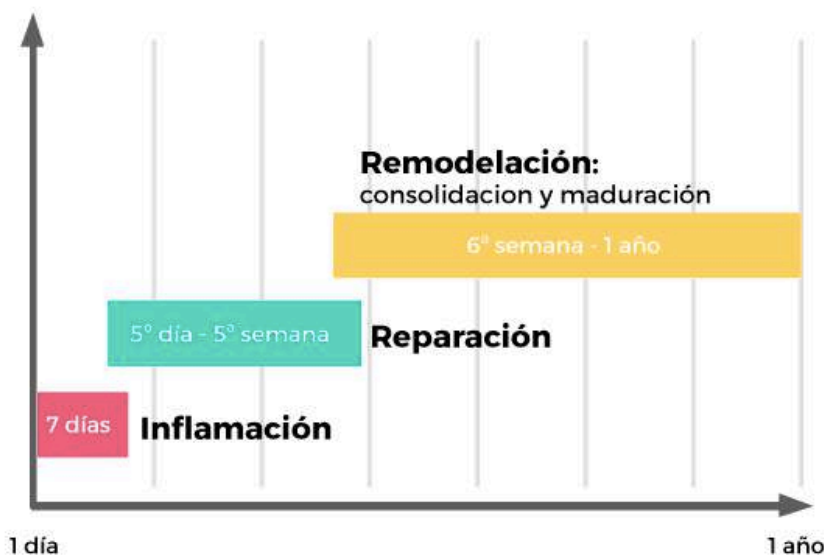 Remodelación:
consolidacion y maduración
6° semana - 1 año
5° día - 5° semana
Reparación
7 días
Inflamación
1 día
1 año